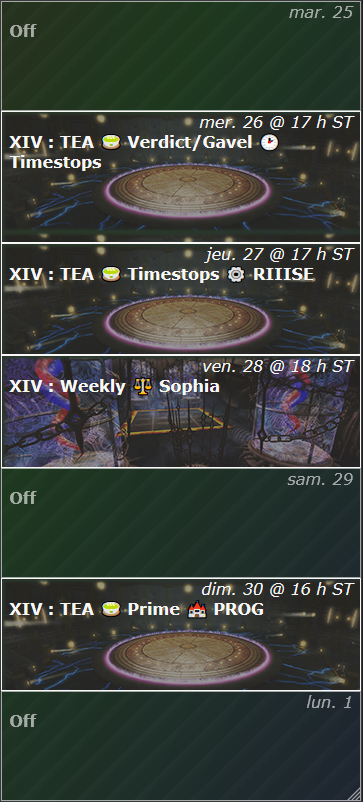 mar. 25
Off
mer. 26 @ 17 h ST
XIV : TEA 🍵 Verdict/Gavel 🕑
Timestops
jeu. 27 @ 17 h ST
XIV : TEA 🍵 Timestops ⚙️ RIIISE
ven. 28 @ 18 h ST
XIV : Weekly ⚖️ Sophia
sam. 29
Off
dim. 30 @ 16 h ST
XIV : TEA 🍵 Prime 🏰 PROG
lun. 1
Off